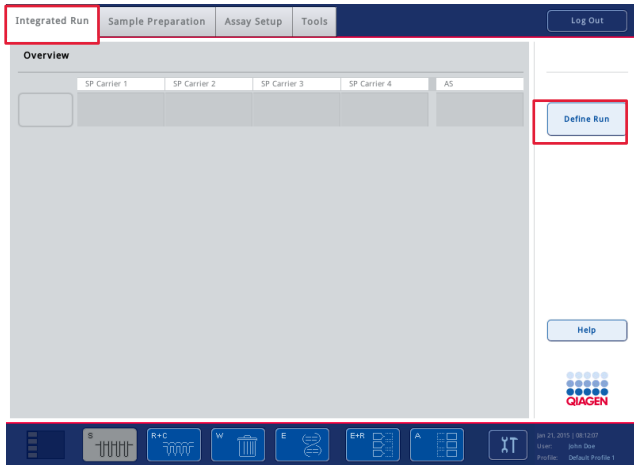 Integrated Run Sample Preparation Assay Setup Tools Log Out
Overview
SP Carrier 1 SP Carrier 2 SP Carrier 3 SP Carrier 4 AS
Define Run
Help
QIAGEN
S R+C W E E+R A
Jan 21, 2015 | 08:12:07
User: John Doe
Profile: Default Profile 1